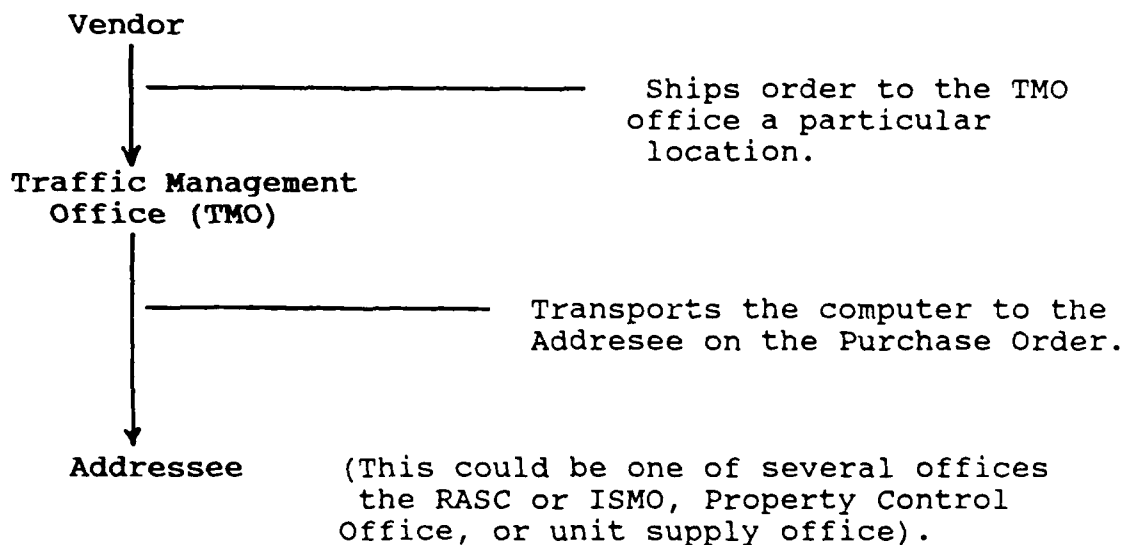 Vendor
Ships order to the TMO
office a particular
location.
Traffic Management
Office (TMO)
Transports the computer to the
Addresee on the Purchase Order.
Addressee
(This could be one of several offices
the RASC or ISMO, Property Control
Office, or unit supply office).